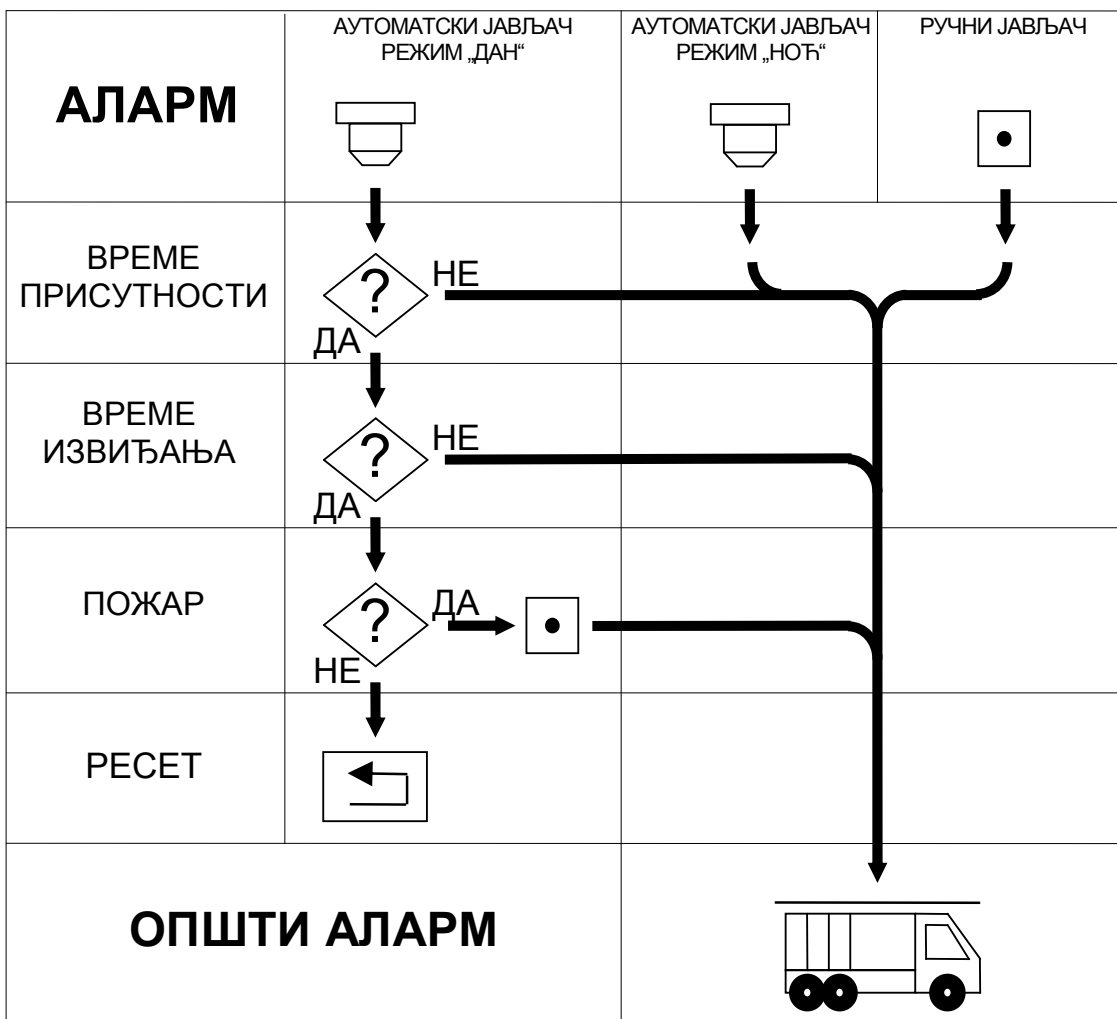 АУТОМАТСКИ ЈАВЉАЧ
РЕЖИМ „ДАН“
АУТОМАТСКИ ЈАВЉАЧ
РЕЖИМ „НОЋ“
РУЧНИ ЈАВЉАЧ
АЛАРМ
ВРЕМЕ
ПРИСУТНОСТИ
?
НЕ
ДА
ВРЕМЕ
ИЗВИЂАЊА
?
НЕ
ДА
ПОЖАР
?
ДА
НЕ
РЕСЕТ
ОПШТИ АЛАРМ